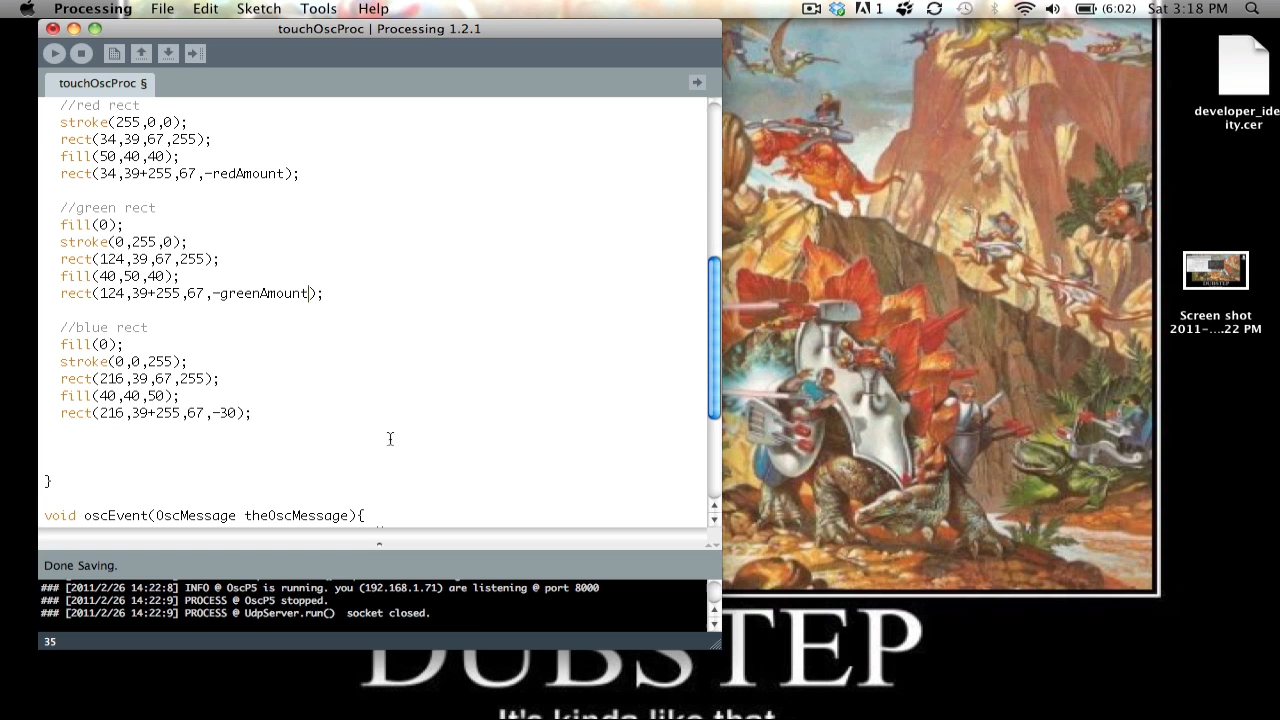 Processing File Edit Sketch Tools Help 1 (6:02) Sat 3:18 PM
touchOscProc | Processing 1.2.1
touchOscProc §
//red rect
stroke(255,0,0);
rect(34,39,67,255);
fill(50,40,40);
rect(34,39+255,67,-redAmount);
//green rect
fill(0);
stroke(0,255,0);
rect(124,39,67,255);
fill(40,50,40);
rect(124,39+255,67,-greenAmount);
//blue rect
fill(0);
stroke(0,0,255);
rect(216,39,67,255);
fill(40,40,50);
rect(216,39+255,67,-30);
}
void oscEvent(OscMessage theOscMessage){
Done Saving.
### [2011/2/26 14:22:8] INFO @ OscP5 is running. you (192.168.1.71) are listening @ port 8000
### [2011/2/26 14:22:9] PROCESS @ OscP5 stopped.
### [2011/2/26 14:22:9] PROCESS @ UdpServer.run() socket closed.
35
developer_ide
ity.cer
Screen shot
2011-....22 PM
DUBSTEP
It's kinda like that